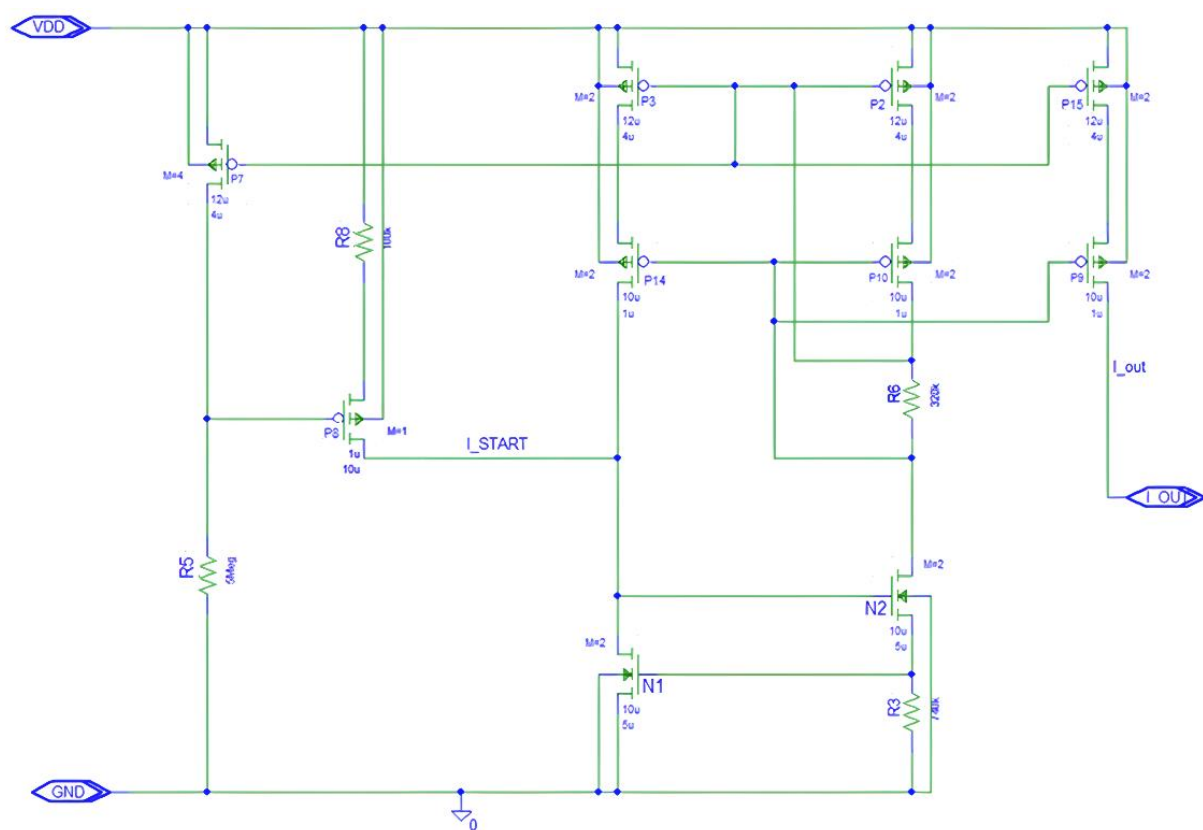 VDD
M=2
P3
12u
4u
P2
M=2
12u
4u
P15
M=2
12u
4u
M=4
P7
12u
4u
R8
100k
M=2
P14
10u
1u
P10
M=2
10u
1u
P9
M=2
10u
1u
I_out
R6
320k
P8
M=1
1u
10u
I_START
I_OUT
R5
5Meg
M=2
N2
10u
5u
M=2
N1
10u
5u
R3
740k
GND
0